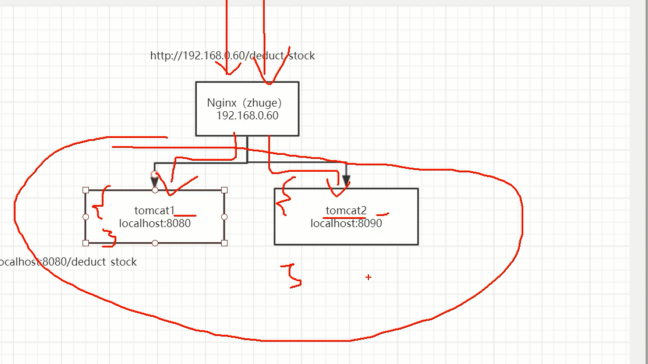 http://192.168.0.60/deduct_stock
Nginx（zhuge）
192.168.0.60
tomcat1
localhost:8080
tomcat2
localhost:8090
ocalhost:8080/deduct_stock